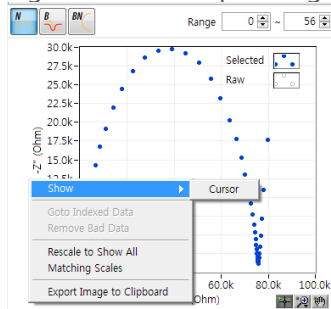 N B BN Range 0 ~ 56
30.0k
27.5k
25.0k
22.5k
20.0k
17.5k
15.0k
12.5k
-Z" (Ohm)
Selected
Raw
Show
Cursor
Goto Indexed Data
Remove Bad Data
Rescale to Show All
Matching Scales
Export Image to Clipboard
60.0k 80.0k 100.0k
Ohm)